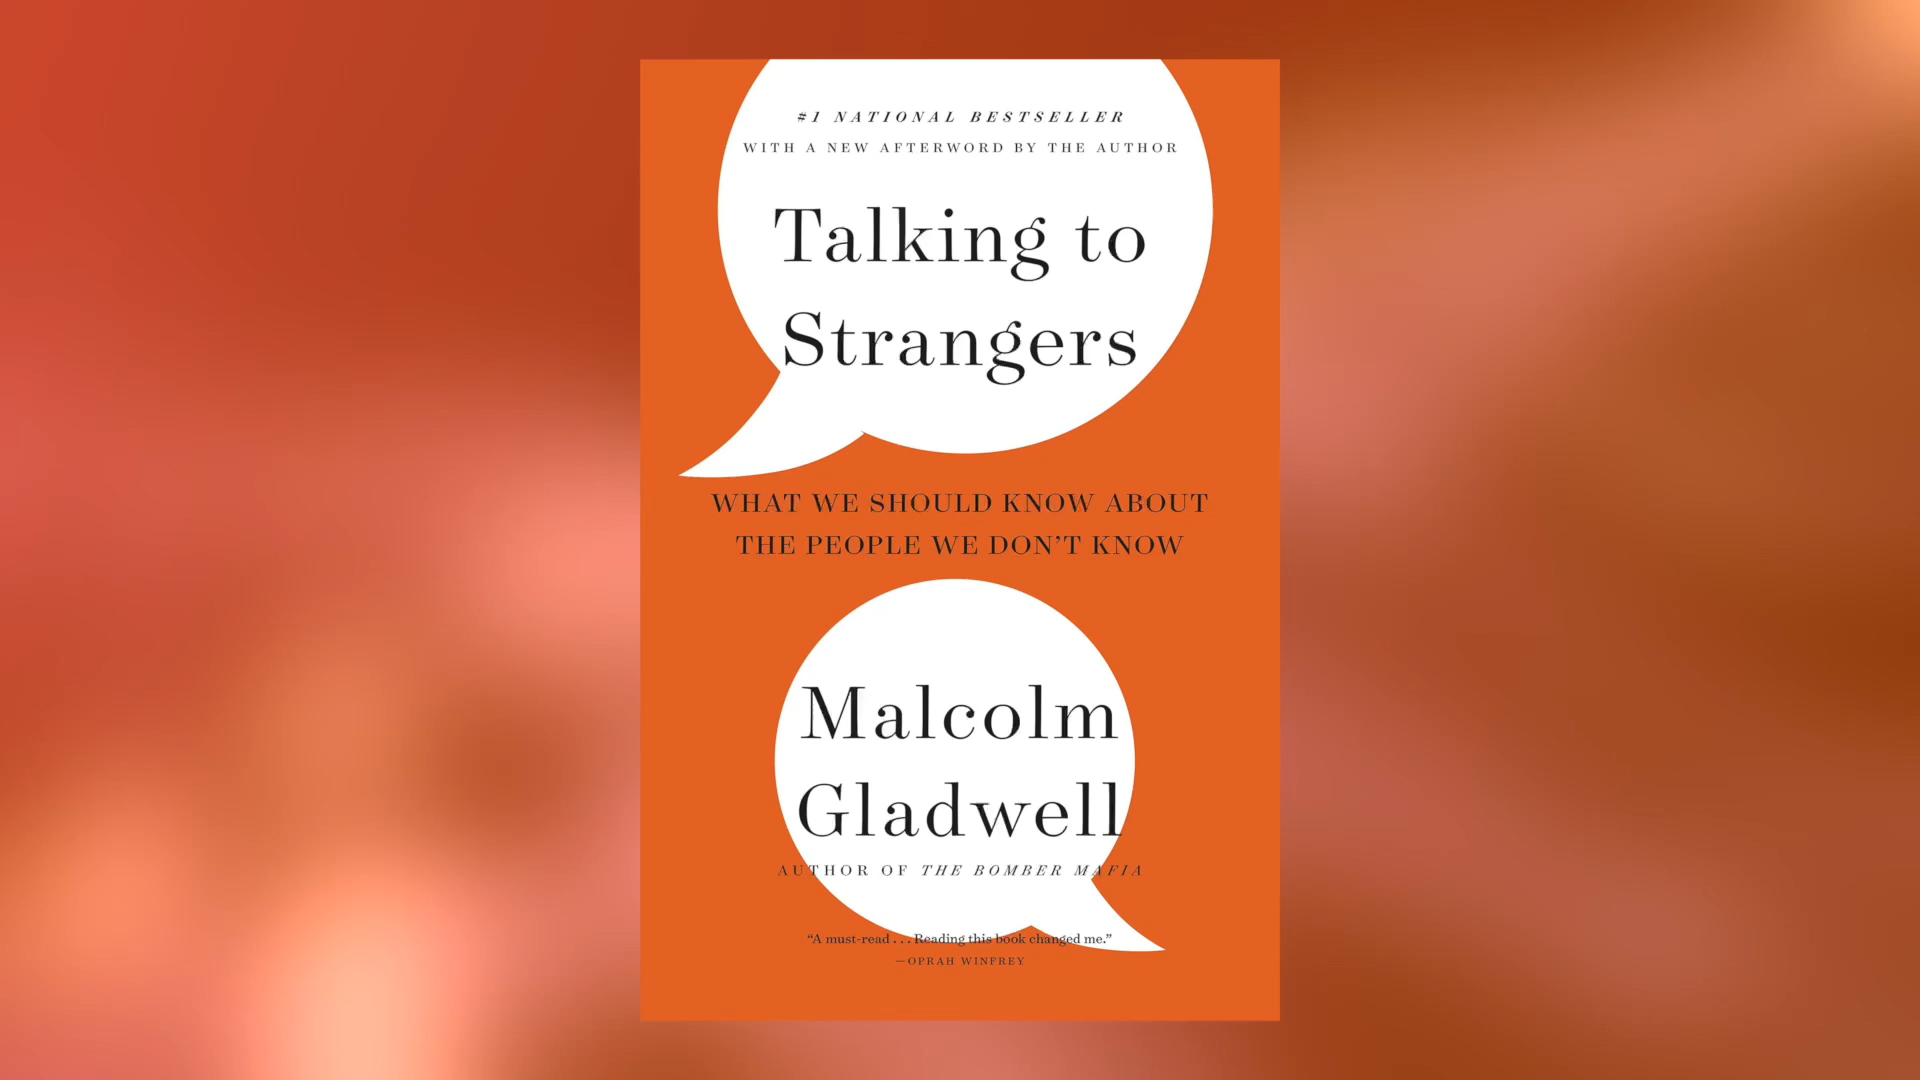 #1 NATIONAL BESTSELLER
WITH A NEW AFTERWORD BY THE AUTHOR
Talking to
Strangers
WHAT WE SHOULD KNOW ABOUT
THE PEOPLE WE DON’T KNOW
Malcolm
Gladwell
AUTHOR OF THE BOMBER MAFIA
“A must-read . . . Reading this book changed me.”
—OPRAH WINFREY